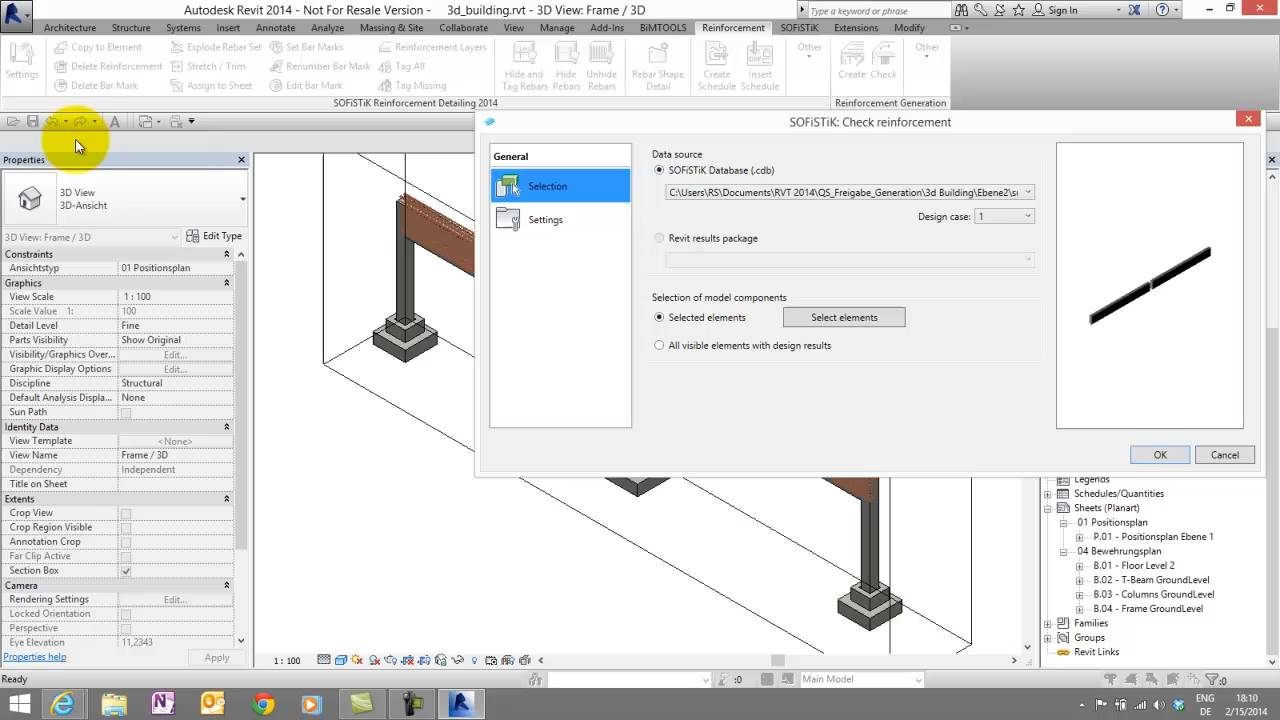 Autodesk Revit 2014 - Not For Resale Version -    3d_building.rvt - 3D View: Frame / 3D
Type a keyword or phrase
Sign In
Architecture Structure Systems Insert Annotate Analyze Massing & Site Collaborate View Manage Add-Ins BiMTOOLS Reinforcement SOFiSTiK Extensions Modify
Settings
Copy to Element
Delete Reinforcement
Delete Bar Mark
Explode Rebar Set
Stretch / Trim
Assign to Sheet
Set Bar Marks
Renumber Bar Mark
Edit Bar Mark
Reinforcement Layers
Tag All
Tag Missing
Hide and Tag Rebars
Hide Rebars
Unhide Rebars
Rebar Shape Detail
Create Schedule
Insert Schedule
Other
Create
Check
Other
SOFiSTiK Reinforcement Detailing 2014
Reinforcement Generation
Properties
3D View
3D-Ansicht
3D View: Frame / 3D
Edit Type
Constraints
Ansichtstyp 01 Positionsplan
Graphics
View Scale 1 : 100
Scale Value 1: 100
Detail Level Fine
Parts Visibility Show Original
Visibility/Graphics Over... Edit...
Graphic Display Options Edit...
Discipline Structural
Default Analysis Displa... None
Sun Path
Identity Data
View Template <None>
View Name Frame / 3D
Dependency Independent
Title on Sheet
Extents
Crop View
Crop Region Visible
Annotation Crop
Far Clip Active
Section Box
Camera
Rendering Settings Edit...
Locked Orientation
Perspective
Eye Elevation 11,2343
Properties help
Apply
SOFiSTiK: Check reinforcement
General
Selection
Settings
Data source
SOFiSTiK Database (.cdb)
C:\Users\RS\Documents\RVT 2014\QS_Freigabe_Generation\3d Building\Ebene2\
Design case: 1
Revit results package
Selection of model components
Selected elements
Select elements
All visible elements with design results
OK
Cancel
Legends
Schedules/Quantities
Sheets (Planart)
01 Positionsplan
P.01 - Positionsplan Ebene 1
04 Bewehrungsplan
B.01 - Floor Level 2
B.02 - T-Beam GroundLevel
B.03 - Columns GroundLevel
B.04 - Frame GroundLevel
Families
Groups
Revit Links
1 : 100
Ready
:0
Main Model
:0
ENG
DE
18:10
2/15/2014